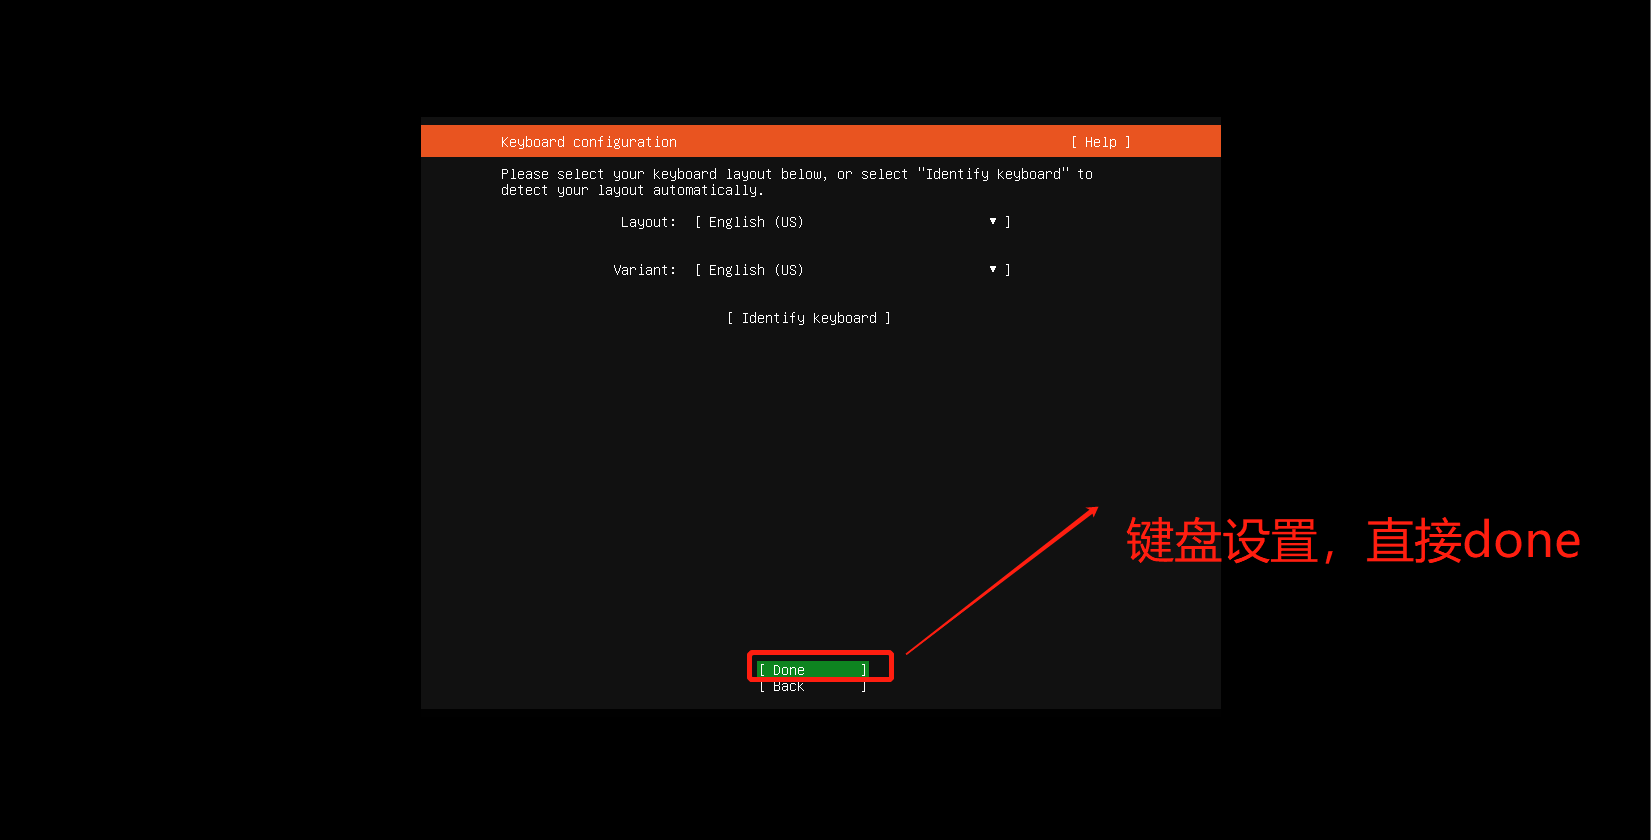 Keyboard configuration [ Help ]
Please select your keyboard layout below, or select "Identify keyboard" to
detect your layout automatically.
Layout: [ English (US) ▼ ]
Variant: [ English (US) ▼ ]
[ Identify keyboard ]
键盘设置，直接done
[ Done ]
[ Back ]